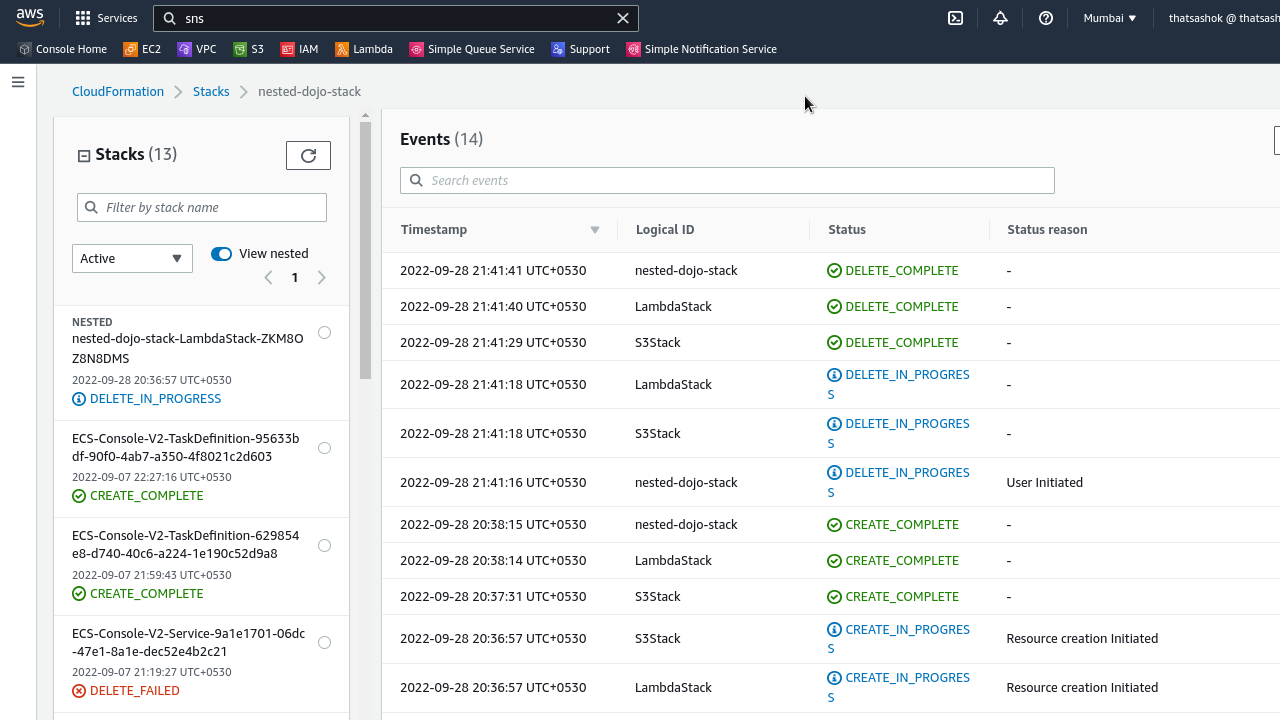 aws
Services
sns
Mumbai ▼
thatsashok @ thatsash
Console Home
EC2
VPC
S3
IAM
Lambda
Simple Queue Service
Support
Simple Notification Service
CloudFormation
Stacks
nested-dojo-stack
Stacks (13)
Filter by stack name
Active
View nested
1
NESTED
nested-dojo-stack-LambdaStack-ZKM8O
Z8N8DMS
2022-09-28 20:36:57 UTC+0530
DELETE_IN_PROGRESS
ECS-Console-V2-TaskDefinition-95633b
df-90f0-4ab7-a350-4f8021c2d603
2022-09-07 22:27:16 UTC+0530
CREATE_COMPLETE
ECS-Console-V2-TaskDefinition-629854
e8-d740-40c6-a224-1e190c52d9a8
2022-09-07 21:59:43 UTC+0530
CREATE_COMPLETE
ECS-Console-V2-Service-9a1e1701-06dc
-47e1-8a1e-dec52e4b2c21
2022-09-07 21:19:27 UTC+0530
DELETE_FAILED
Events (14)
Search events
Timestamp Logical ID Status Status reason
2022-09-28 21:41:41 UTC+0530 nested-dojo-stack DELETE_COMPLETE -
2022-09-28 21:41:40 UTC+0530 LambdaStack DELETE_COMPLETE -
2022-09-28 21:41:29 UTC+0530 S3Stack DELETE_COMPLETE -
2022-09-28 21:41:18 UTC+0530 LambdaStack DELETE_IN_PROGRES
S -
2022-09-28 21:41:18 UTC+0530 S3Stack DELETE_IN_PROGRES
S -
2022-09-28 21:41:16 UTC+0530 nested-dojo-stack DELETE_IN_PROGRES
S User Initiated
2022-09-28 20:38:15 UTC+0530 nested-dojo-stack CREATE_COMPLETE -
2022-09-28 20:38:14 UTC+0530 LambdaStack CREATE_COMPLETE -
2022-09-28 20:37:31 UTC+0530 S3Stack CREATE_COMPLETE -
2022-09-28 20:36:57 UTC+0530 S3Stack CREATE_IN_PROGRES
S Resource creation Initiated
2022-09-28 20:36:57 UTC+0530 LambdaStack CREATE_IN_PROGRES
S Resource creation Initiated